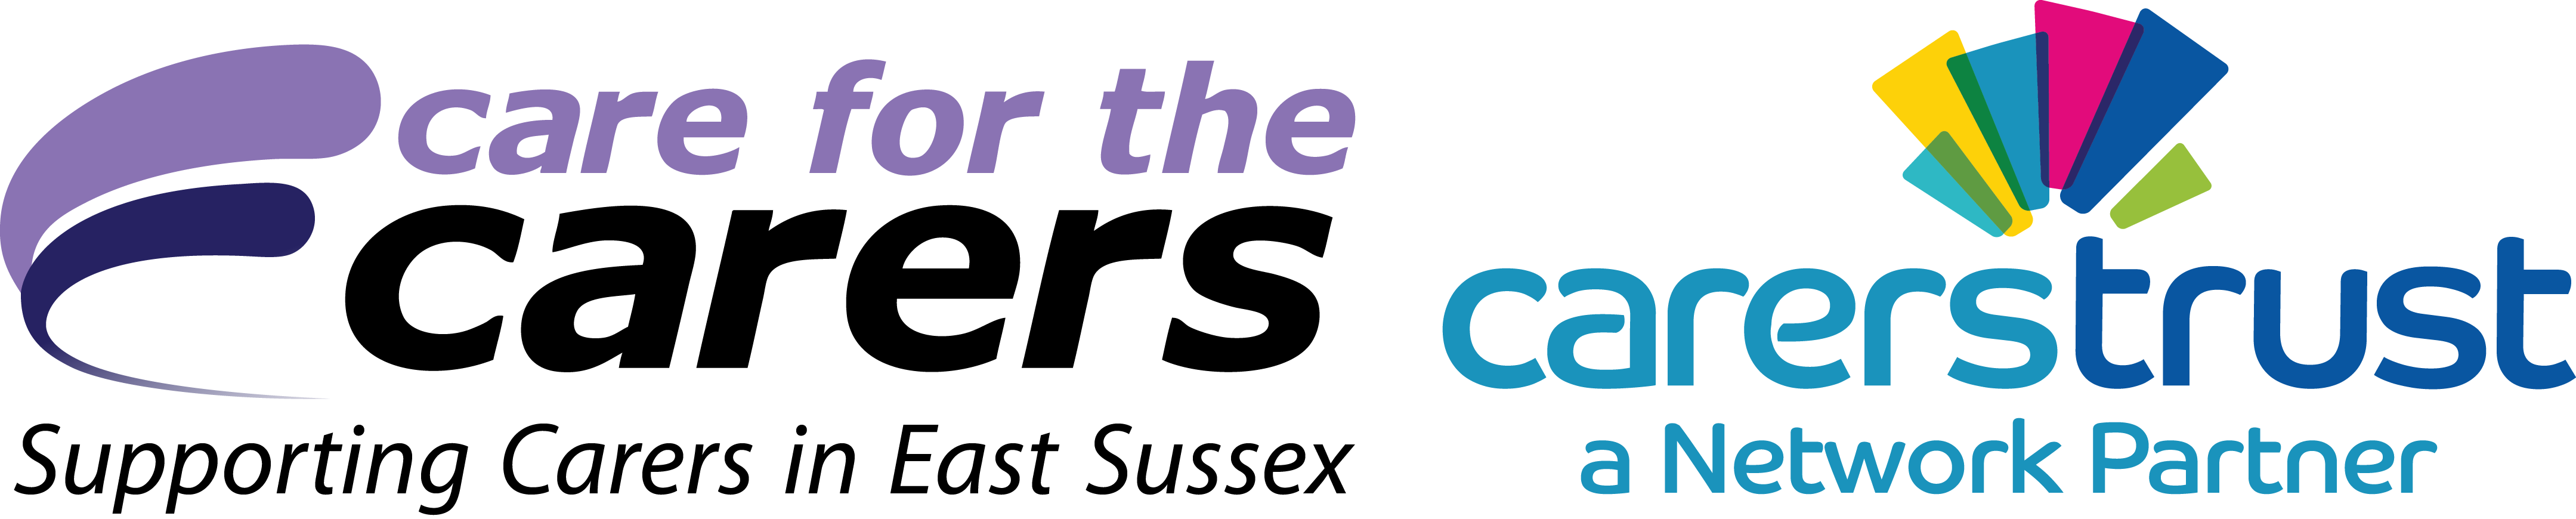 care for the
carers
Supporting Carers in East Sussex
carerstrust
a Network Partner